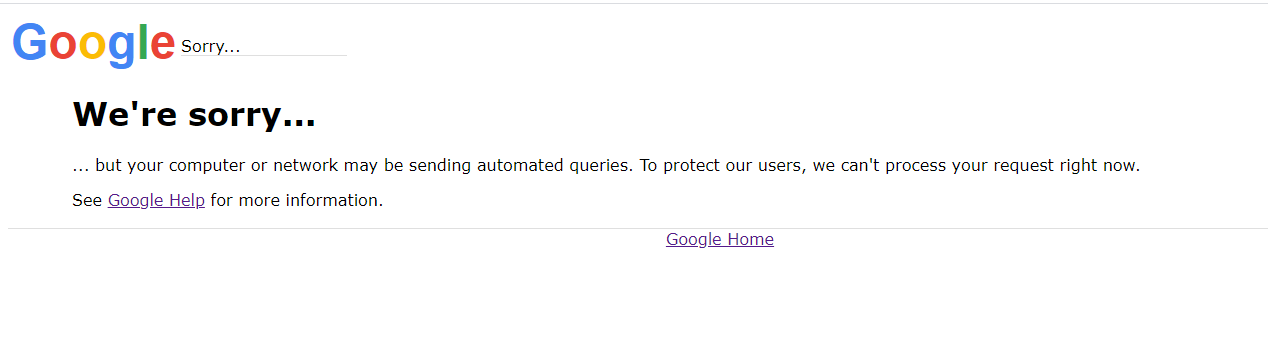 Google Sorry...
We're sorry...
... but your computer or network may be sending automated queries. To protect our users, we can't process your request right now.
See Google Help for more information.
Google Home